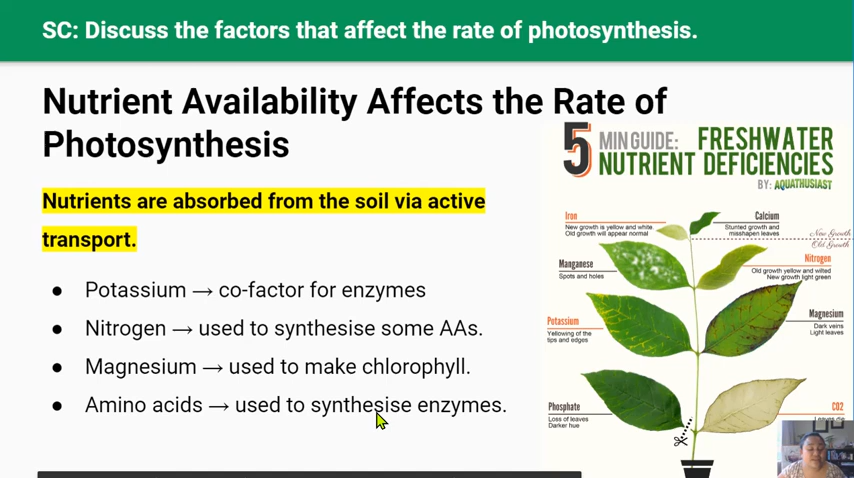 SC: Discuss the factors that affect the rate of photosynthesis.
Nutrient Availability Affects the Rate of
Photosynthesis
Nutrients are absorbed from the soil via active
transport.
● Potassium → co-factor for enzymes
● Nitrogen → used to synthesise some AAs.
● Magnesium → used to make chlorophyll.
● Amino acids → used to synthesise enzymes.
5 MIN GUIDE: FRESHWATER
NUTRIENT DEFICIENCIES
BY: AQUATHUSIAST
Iron
New growth is yellow and white.
Old growth will appear normal
Calcium
Stunted growth and
misshapen leaves
New Growth
Old Growth
Manganese
Spots and holes
Nitrogen
Old growth yellow and wilted
New growth light green
Potassium
Yellowing of the
tips and edges
Magnesium
Dark veins
Light leaves
Phosphate
Loss of leaves
Darker hue
CO2